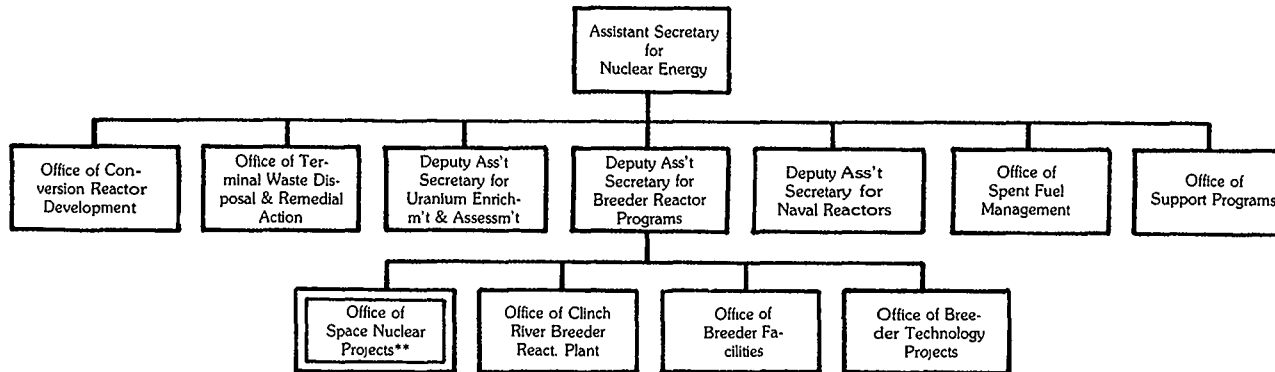 Assistant Secretary
for
Nuclear Energy
Office of Con-
version Reactor
Development
Office of Ter-
minal Waste Dis-
posal & Remedial
Action
Deputy Ass't
Secretary for
Uranium Enrich-
m't & Assessm't
Deputy Ass't
Secretary for
Breeder Reactor
Programs
Deputy Ass't
Secretary for
Naval Reactors
Office of
Spent Fuel
Management
Office of
Support Programs
Office of
Space Nuclear
Projects**
Office of Clinch
River Breeder
React. Plant
Office of
Breeder Fa-
cilities
Office of Bree-
der Technology
Projects